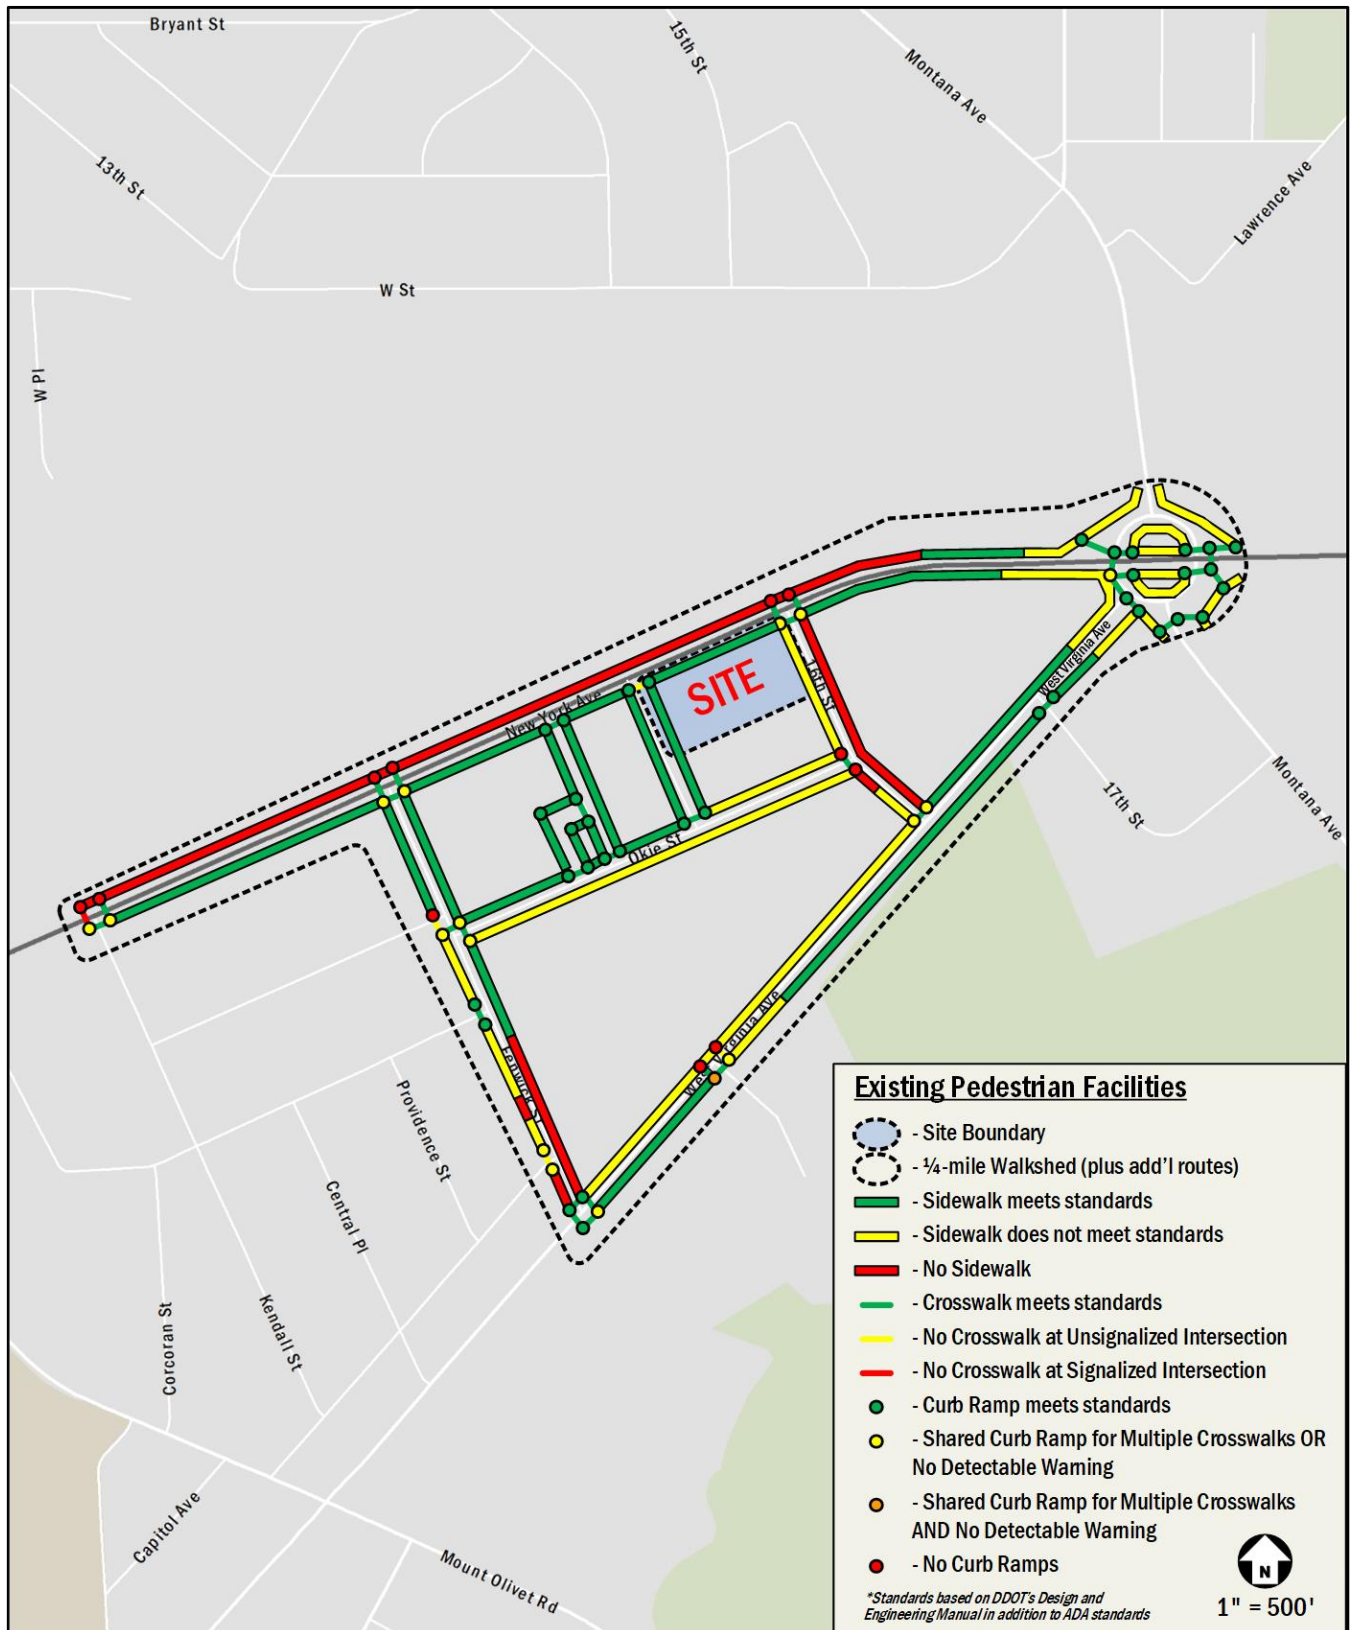 Bryant St
15th St
Montana Ave
13th St
Lawrence Ave
W St
W Pl
SITE
16th St
New York Ave
West Virginia Ave
17th St
Montana Ave
Okie St
West Virginia Ave
Fenwick St
Providence St
Central Pl
Kendall St
Corcoran St
Capitol Ave
Mount Olivet Rd
Existing Pedestrian Facilities
- Site Boundary
- ¼-mile Walkshed (plus add'l routes)
- Sidewalk meets standards
- Sidewalk does not meet standards
- No Sidewalk
- Crosswalk meets standards
- No Crosswalk at Unsignalized Intersection
- No Crosswalk at Signalized Intersection
- Curb Ramp meets standards
- Shared Curb Ramp for Multiple Crosswalks OR
No Detectable Warning
- Shared Curb Ramp for Multiple Crosswalks
AND No Detectable Warning
- No Curb Ramps
*Standards based on DDOT's Design and
Engineering Manual in addition to ADA standards
N
1" = 500'